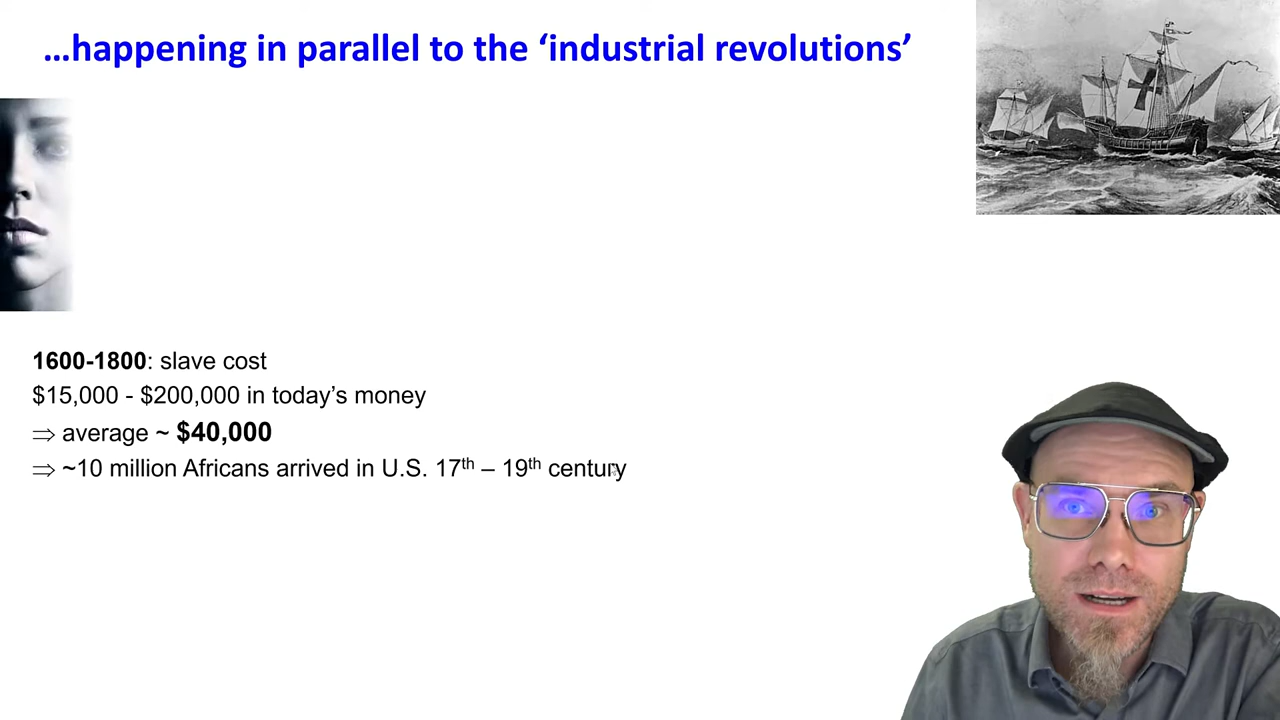 …happening in parallel to the ‘industrial revolutions’
1600-1800: slave cost
$15,000 - $200,000 in today’s money
⇒ average ~ $40,000
⇒ ~10 million Africans arrived in U.S. 17th – 19th century